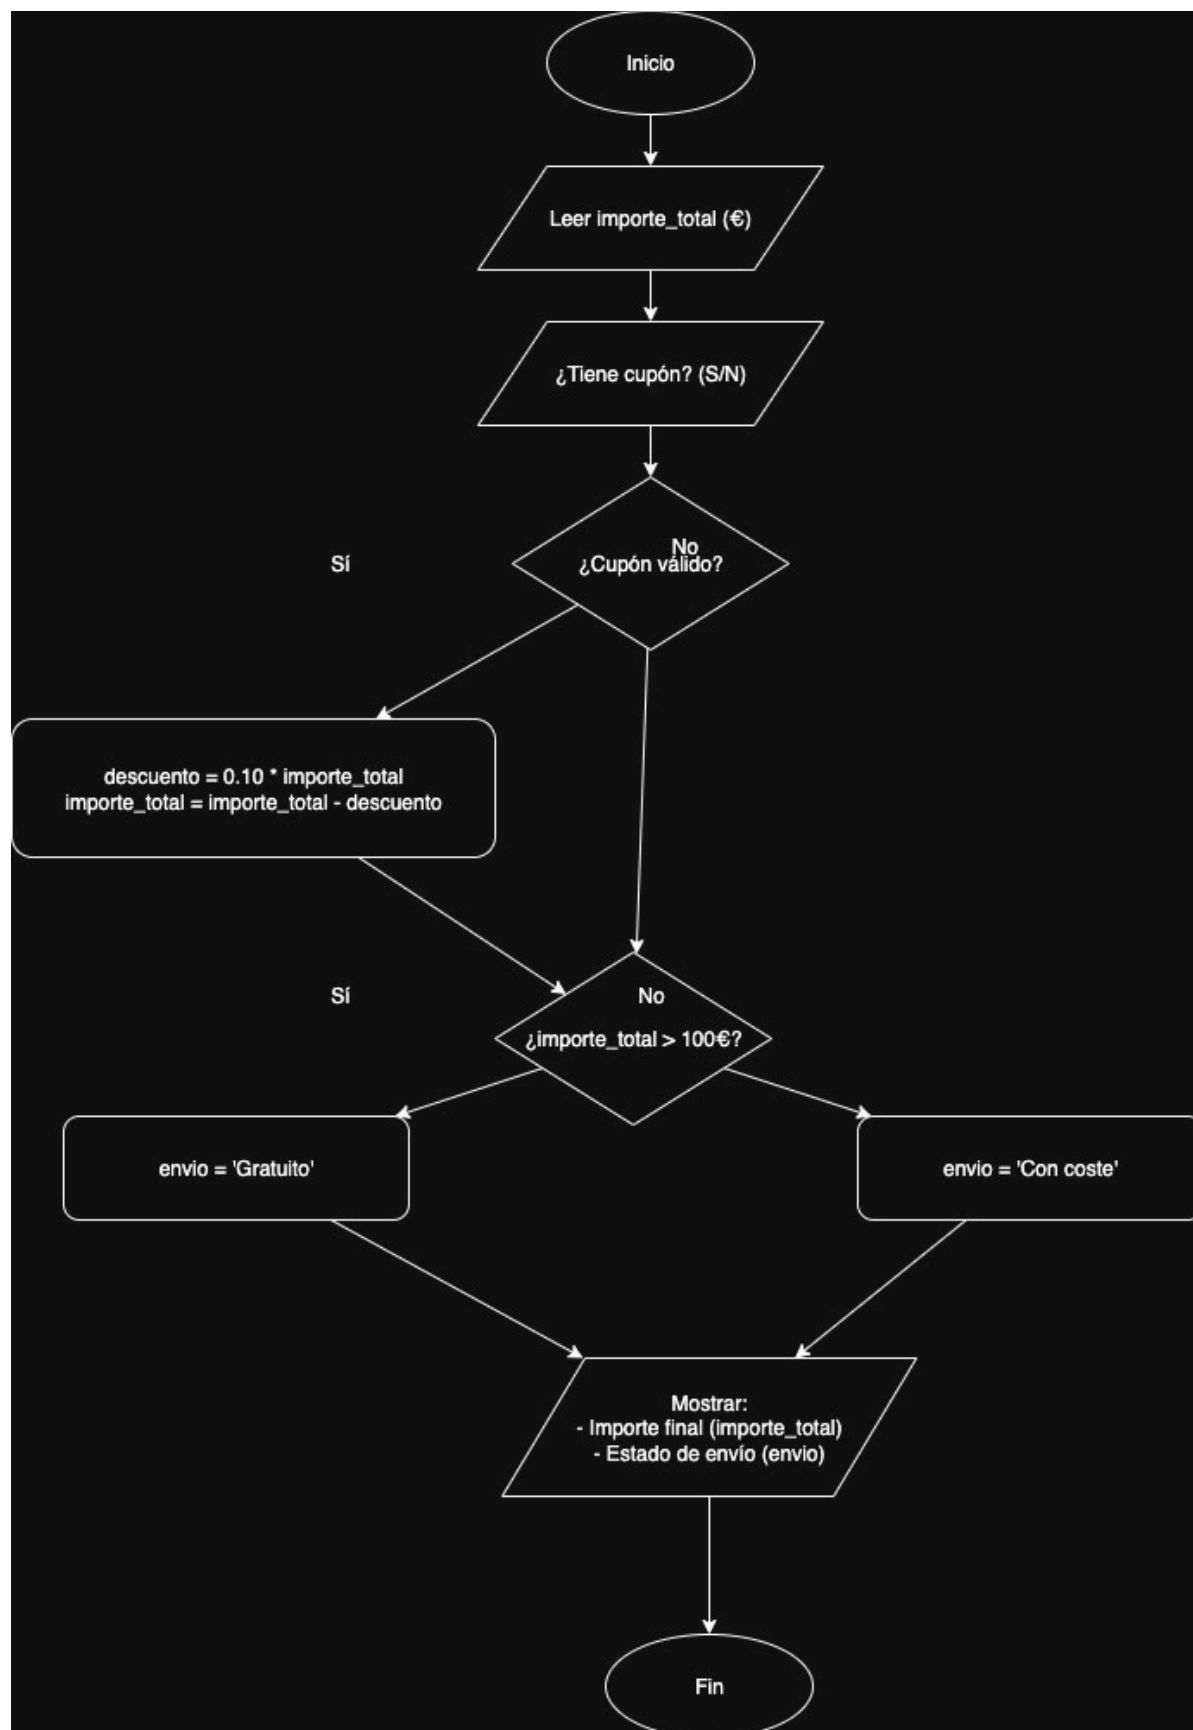 Inicio
Leer importe_total (€)
¿Tiene cupón? (S/N)
No
Sí
¿Cupón válido?
descuento = 0.10 * importe_total
importe_total = importe_total - descuento
Sí
No
¿importe_total > 100€?
envio = 'Gratuito'
envio = 'Con coste'
Mostrar:
- Importe final (importe_total)
- Estado de envío (envio)
Fin